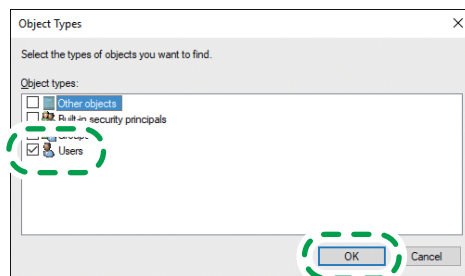 Object Types
Select the types of objects you want to find.
Object types:
Other objects
Built-in security principals
Groups
Users
OK
Cancel